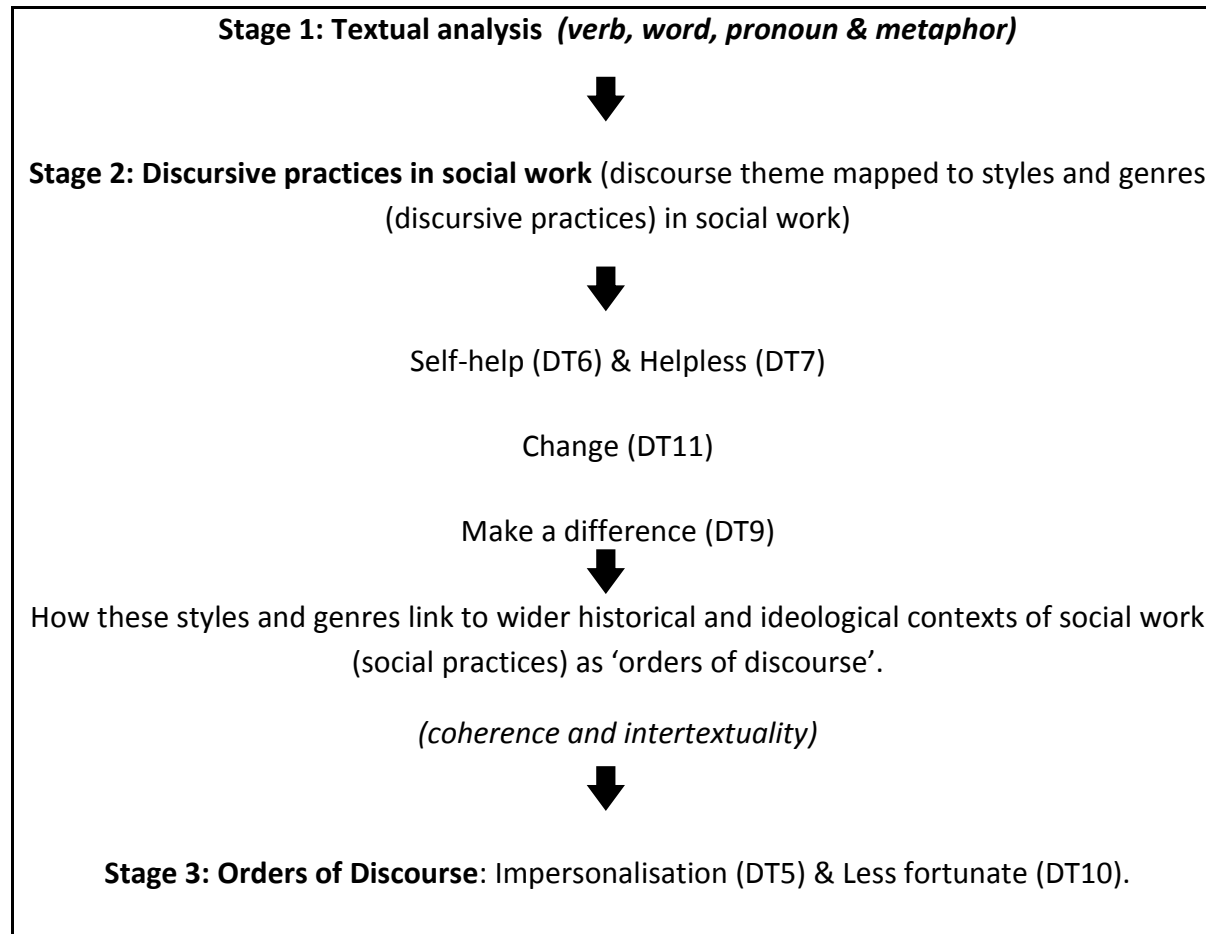 Stage 1: Textual analysis (verb, word, pronoun & metaphor)
Stage 2: Discursive practices in social work (discourse theme mapped to styles and genres
(discursive practices) in social work)
Self-help (DT6) & Helpless (DT7)
Change (DT11)
Make a difference (DT9)
How these styles and genres link to wider historical and ideological contexts of social work
(social practices) as ‘orders of discourse’.
(coherence and intertextuality)
Stage 3: Orders of Discourse: Impersonalisation (DT5) & Less fortunate (DT10).